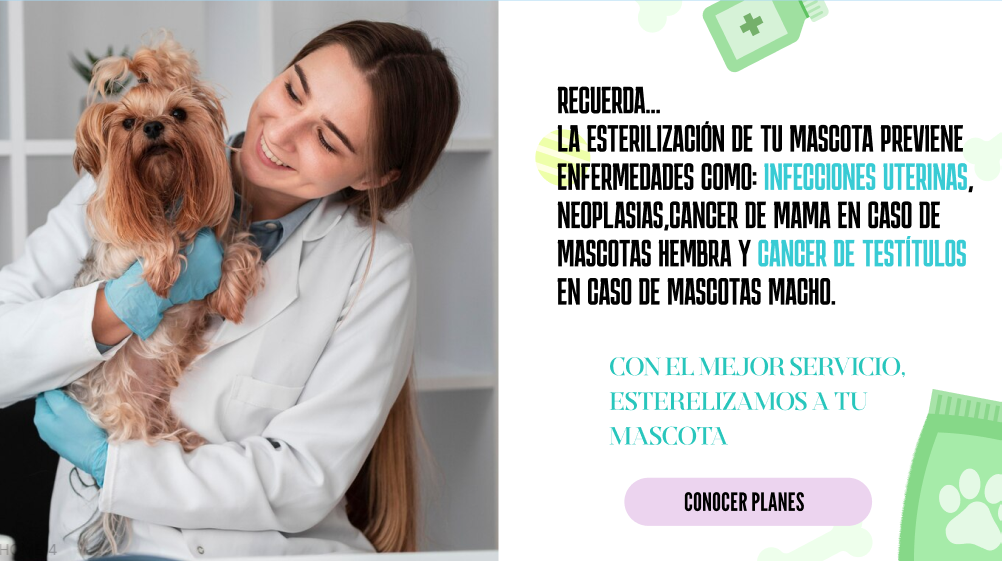 RECUERDA...
LA ESTERILIZACIÓN DE TU MASCOTA PREVIENE
ENFERMEDADES COMO: INFECCIONES UTERINAS,
NEOPLASIAS,CANCER DE MAMA EN CASO DE
MASCOTAS HEMBRA Y CANCER DE TESTÍTULOS
EN CASO DE MASCOTAS MACHO.
CON EL MEJOR SERVICIO,
ESTERELIZAMOS A TU
MASCOTA
CONOCER PLANES